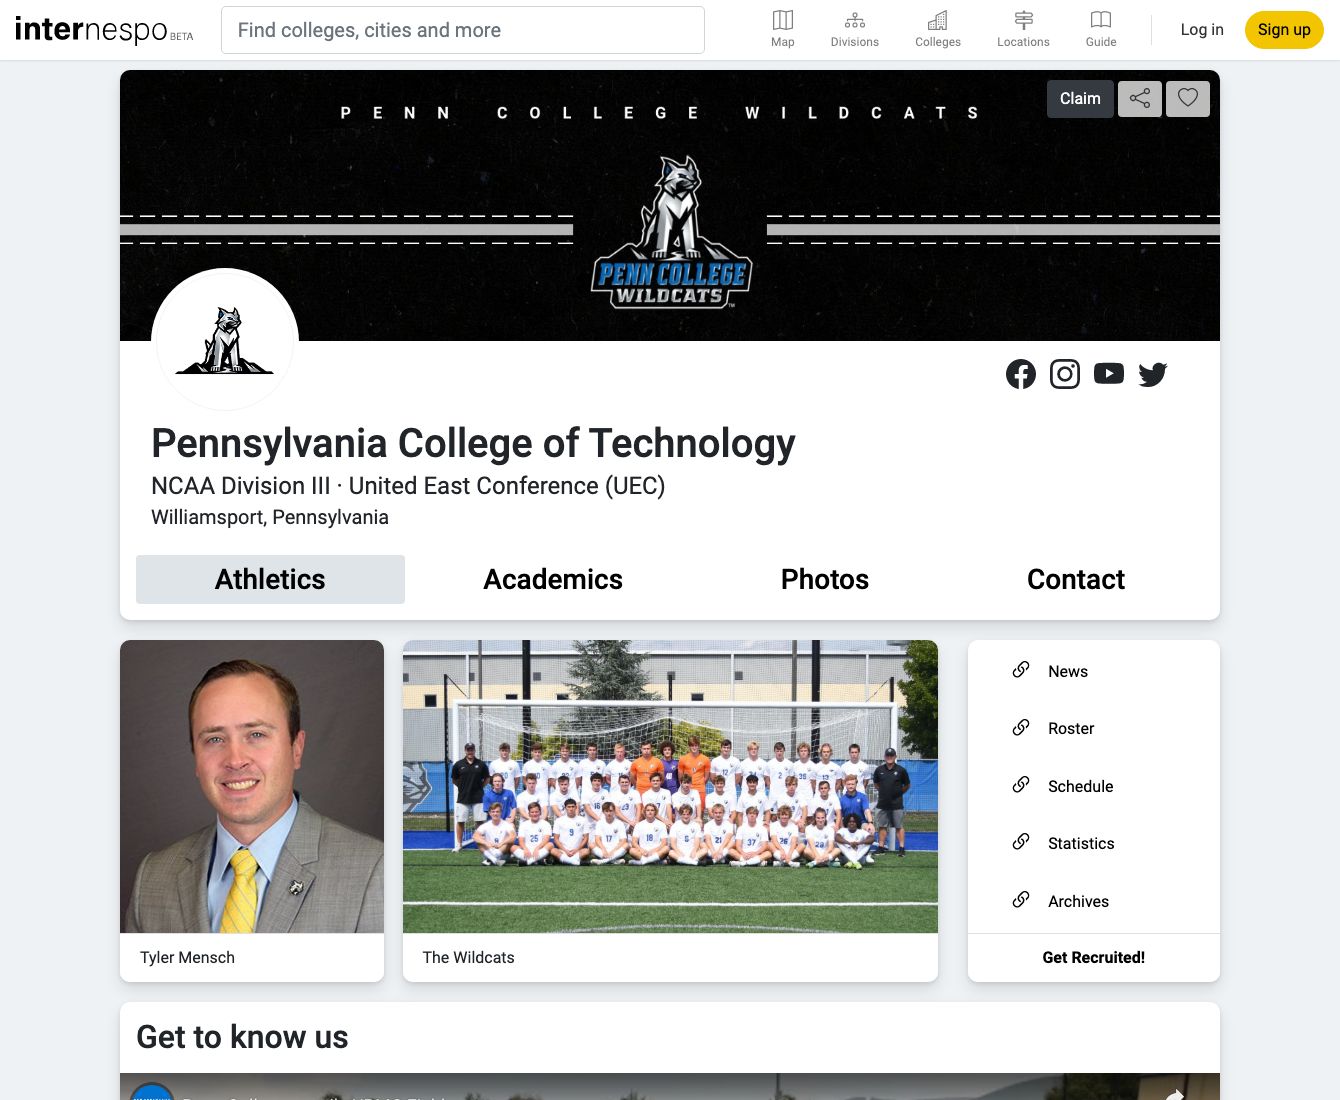 internespo BETA
Find colleges, cities and more
Map
Divisions
Colleges
Locations
Guide
Log in
Sign up
PENN COLLEGE WILDCATS
Claim
PENN COLLEGE
WILDCATS
Pennsylvania College of Technology
NCAA Division III · United East Conference (UEC)
Williamsport, Pennsylvania
Athletics
Academics
Photos
Contact
News
Roster
Schedule
Statistics
Archives
Tyler Mensch
The Wildcats
Get Recruited!
Get to know us